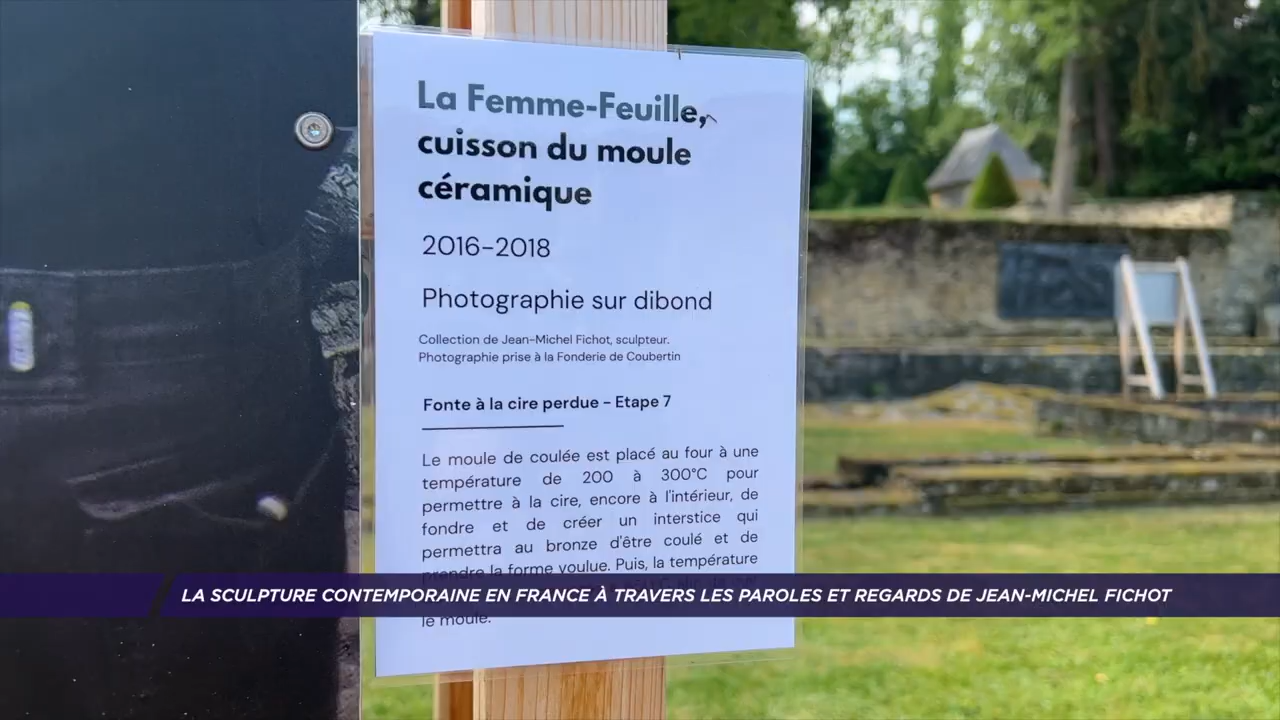 La Femme-Feuille,
cuisson du moule
céramique
2016-2018
Photographie sur dibond
Collection de Jean-Michel Fichot, sculpteur.
Photographie prise à la Fonderie de Coubertin
Fonte à la cire perdue - Etape 7
Le moule de coulée est placé au four à une
température de 200 à 300°C pour
permettre à la cire, encore à l'intérieur, de
fondre et de créer un interstice qui
permettra au bronze d'être coulé et de
prendre la forme voulue. Puis, la température
LA SCULPTURE CONTEMPORAINE EN FRANCE À TRAVERS LES PAROLES ET REGARDS DE JEAN-MICHEL FICHOT
le moule.